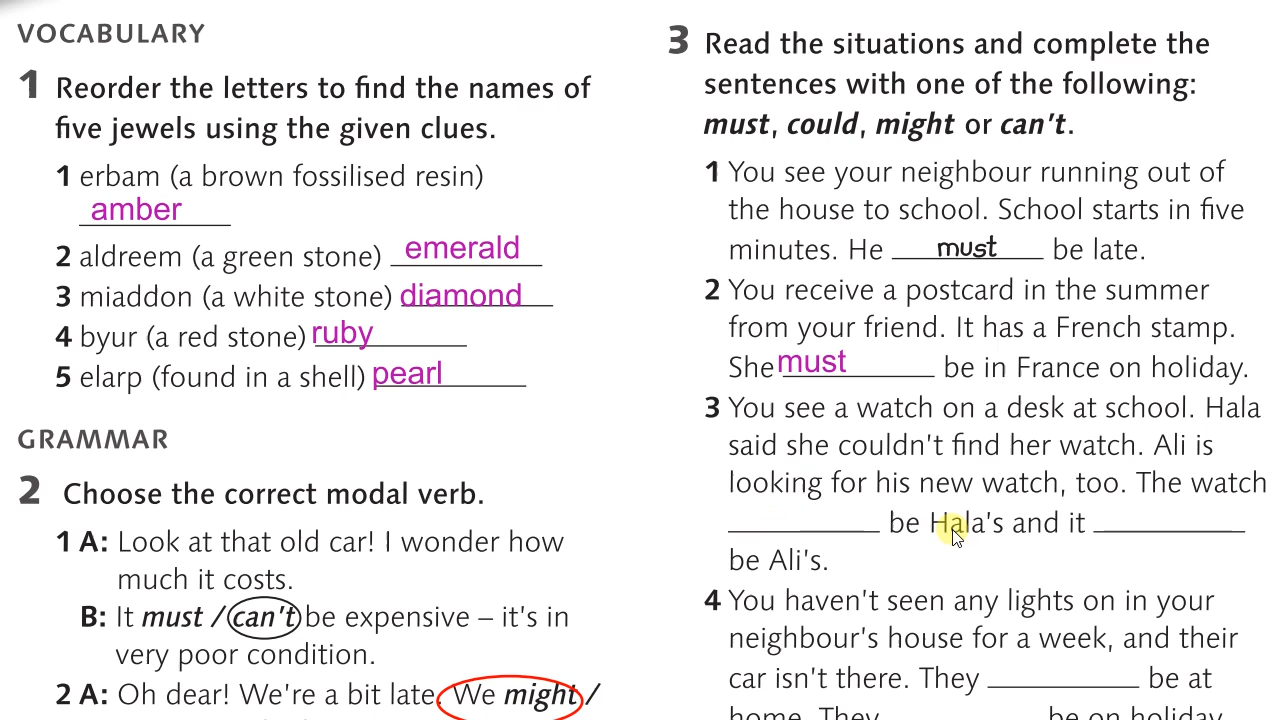 VOCABULARY
1 Reorder the letters to find the names of
five jewels using the given clues.
1 erbam (a brown fossilised resin)
amber
2 aldreem (a green stone) emerald
3 miaddon (a white stone) diamond
4 byur (a red stone) ruby
5 elarp (found in a shell) pearl
GRAMMAR
2 Choose the correct modal verb.
1 A: Look at that old car! I wonder how
much it costs.
B: It must / can't be expensive – it's in
very poor condition.
2 A: Oh dear! We're a bit late. We might /
3 Read the situations and complete the
sentences with one of the following:
must, could, might or can't.
1 You see your neighbour running out of
the house to school. School starts in five
minutes. He must be late.
2 You receive a postcard in the summer
from your friend. It has a French stamp.
She must be in France on holiday.
3 You see a watch on a desk at school. Hala
said she couldn't find her watch. Ali is
looking for his new watch, too. The watch
be Hala's and it
be Ali's.
4 You haven't seen any lights on in your
neighbour's house for a week, and their
car isn't there. They be at
home. They be on holiday